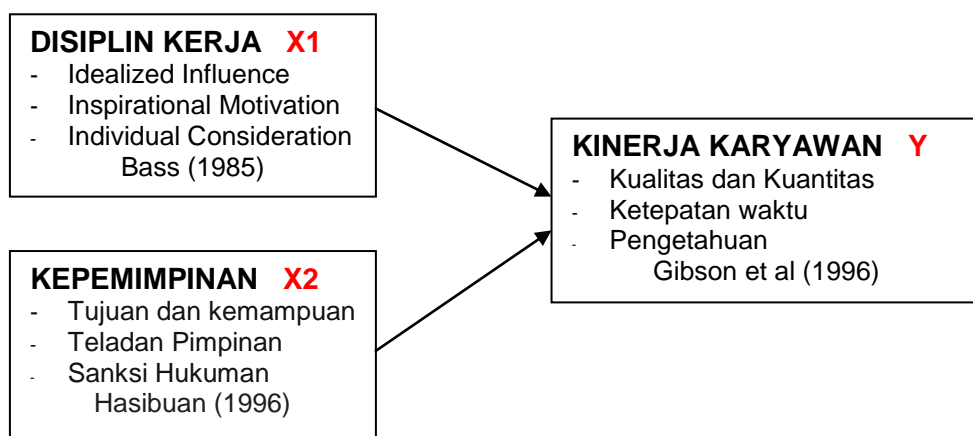 DISIPLIN KERJA X1
- Idealized Influence
- Inspirational Motivation
- Individual Consideration
Bass (1985)
KEPEMIMPINAN X2
- Tujuan dan kemampuan
- Teladan Pimpinan
- Sanksi Hukuman
Hasibuan (1996)
KINERJA KARYAWAN Y
- Kualitas dan Kuantitas
- Ketepatan waktu
- Pengetahuan
Gibson et al (1996)